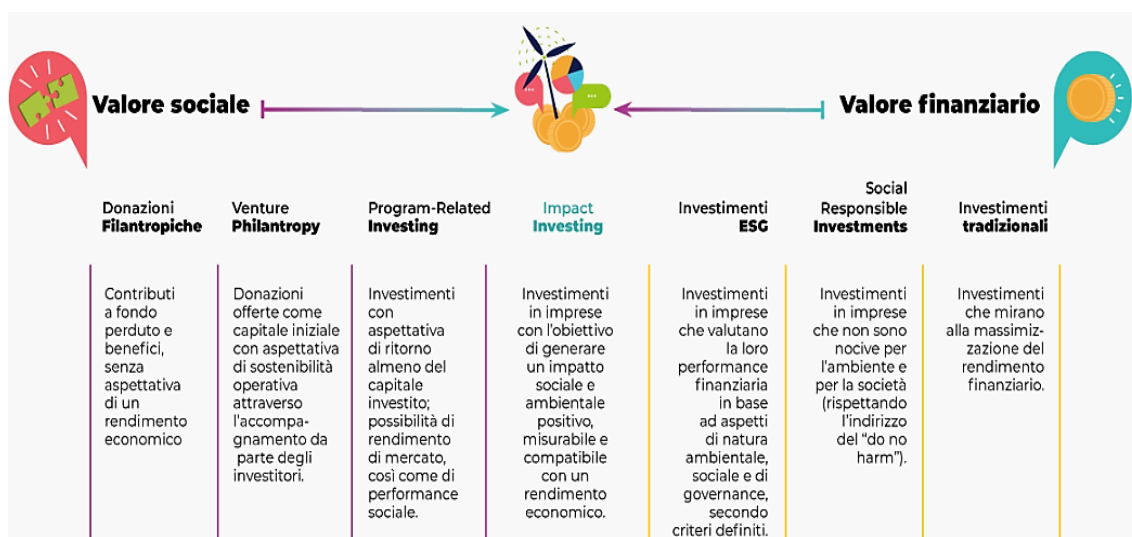 Valore sociale
Valore finanziario
Donazioni
Filantropiche
Venture
Philantropy
Program-Related
Investing
Impact
Investing
Investimenti
ESG
Social
Responsible
Investments
Investimenti
tradizionali
Contributi
a fondo
perduto e
benefici,
senza
aspettativa
di un
rendimento
economico
Donazioni
offerte come
capitale iniziale
con aspettativa
di sostenibilità
operativa
attraverso
l'accompa-
gnamento da
parte degli
investitori.
Investimenti
con
aspettativa
di ritorno
almeno del
capitale
investito;
possibilità di
rendimento
di mercato,
così come di
performance
sociale.
Investimenti
in imprese
con l'obiettivo
di generare
un impatto
sociale e
ambientale
positivo,
misurabile e
compatibile
con un
rendimento
economico.
Investimenti
in imprese
che valutano
la loro
performance
finanziaria
in base
ad aspetti
di natura
ambientale,
sociale e di
governance,
secondo
criteri definiti.
Investimenti
in imprese
che non sono
nocive per
l'ambiente e
per la società
(rispettando
l'indirizzo
del "do no
harm").
Investimenti
che mirano
alla massimiz-
zazione del
rendimento
finanziario.